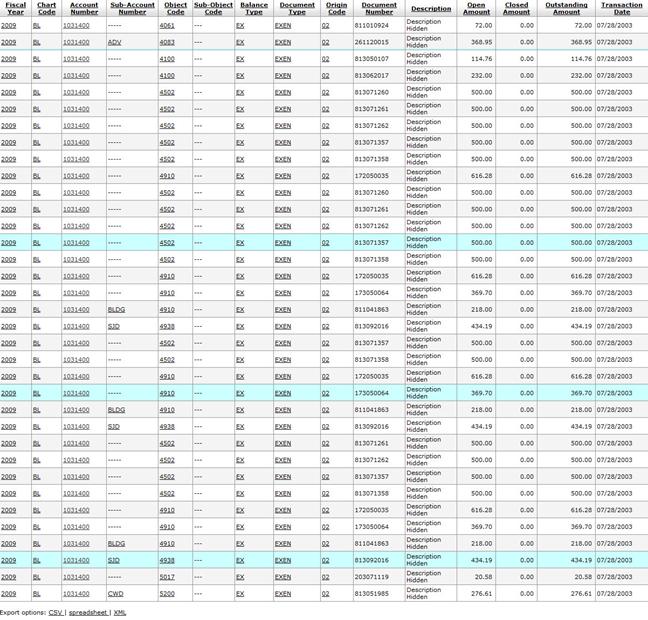 Fiscal Year Chart Code Account Number Sub-Account Number Object Code Sub-Object Code Balance Type Document Type Origin Code Document Number Description Open Amount Closed Amount Outstanding Amount Transaction Date
2009 BL 1031400 ----- 4061 --- EX EXEN 02 811010924 Description Hidden 72.00 0.00 72.00 07/28/2003
2009 BL 1031400 ADV 4083 --- EX EXEN 02 261120015 Description Hidden 368.95 0.00 368.95 07/28/2003
2009 BL 1031400 ----- 4100 --- EX EXEN 02 813050107 Description Hidden 114.76 0.00 114.76 07/28/2003
2009 BL 1031400 ----- 4100 --- EX EXEN 02 813062017 Description Hidden 232.00 0.00 232.00 07/28/2003
2009 BL 1031400 ----- 4502 --- EX EXEN 02 813071260 Description Hidden 500.00 0.00 500.00 07/28/2003
2009 BL 1031400 ----- 4502 --- EX EXEN 02 813071261 Description Hidden 500.00 0.00 500.00 07/28/2003
2009 BL 1031400 ----- 4502 --- EX EXEN 02 813071262 Description Hidden 500.00 0.00 500.00 07/28/2003
2009 BL 1031400 ----- 4502 --- EX EXEN 02 813071357 Description Hidden 500.00 0.00 500.00 07/28/2003
2009 BL 1031400 ----- 4502 --- EX EXEN 02 813071358 Description Hidden 500.00 0.00 500.00 07/28/2003
2009 BL 1031400 ----- 4910 --- EX EXEN 02 172050035 Description Hidden 616.28 0.00 616.28 07/28/2003
2009 BL 1031400 ----- 4502 --- EX EXEN 02 813071260 Description Hidden 500.00 0.00 500.00 07/28/2003
2009 BL 1031400 ----- 4502 --- EX EXEN 02 813071261 Description Hidden 500.00 0.00 500.00 07/28/2003
2009 BL 1031400 ----- 4502 --- EX EXEN 02 813071262 Description Hidden 500.00 0.00 500.00 07/28/2003
2009 BL 1031400 ----- 4502 --- EX EXEN 02 813071357 Description Hidden 500.00 0.00 500.00 07/28/2003
2009 BL 1031400 ----- 4502 --- EX EXEN 02 813071358 Description Hidden 500.00 0.00 500.00 07/28/2003
2009 BL 1031400 ----- 4910 --- EX EXEN 02 172050035 Description Hidden 616.28 0.00 616.28 07/28/2003
2009 BL 1031400 ----- 4910 --- EX EXEN 02 173050064 Description Hidden 369.70 0.00 369.70 07/28/2003
2009 BL 1031400 BLDG 4910 --- EX EXEN 02 811041863 Description Hidden 218.00 0.00 218.00 07/28/2003
2009 BL 1031400 SJD 4938 --- EX EXEN 02 813092016 Description Hidden 434.19 0.00 434.19 07/28/2003
2009 BL 1031400 ----- 4502 --- EX EXEN 02 813071357 Description Hidden 500.00 0.00 500.00 07/28/2003
2009 BL 1031400 ----- 4502 --- EX EXEN 02 813071358 Description Hidden 500.00 0.00 500.00 07/28/2003
2009 BL 1031400 ----- 4910 --- EX EXEN 02 172050035 Description Hidden 616.28 0.00 616.28 07/28/2003
2009 BL 1031400 ----- 4910 --- EX EXEN 02 173050064 Description Hidden 369.70 0.00 369.70 07/28/2003
2009 BL 1031400 BLDG 4910 --- EX EXEN 02 811041863 Description Hidden 218.00 0.00 218.00 07/28/2003
2009 BL 1031400 SJD 4938 --- EX EXEN 02 813092016 Description Hidden 434.19 0.00 434.19 07/28/2003
2009 BL 1031400 ----- 4502 --- EX EXEN 02 813071261 Description Hidden 500.00 0.00 500.00 07/28/2003
2009 BL 1031400 ----- 4502 --- EX EXEN 02 813071262 Description Hidden 500.00 0.00 500.00 07/28/2003
2009 BL 1031400 ----- 4502 --- EX EXEN 02 813071357 Description Hidden 500.00 0.00 500.00 07/28/2003
2009 BL 1031400 ----- 4502 --- EX EXEN 02 813071358 Description Hidden 500.00 0.00 500.00 07/28/2003
2009 BL 1031400 ----- 4910 --- EX EXEN 02 172050035 Description Hidden 616.28 0.00 616.28 07/28/2003
2009 BL 1031400 ----- 4910 --- EX EXEN 02 173050064 Description Hidden 369.70 0.00 369.70 07/28/2003
2009 BL 1031400 BLDG 4910 --- EX EXEN 02 811041863 Description Hidden 218.00 0.00 218.00 07/28/2003
2009 BL 1031400 SJD 4938 --- EX EXEN 02 813092016 Description Hidden 434.19 0.00 434.19 07/28/2003
2009 BL 1031400 ----- 5017 --- EX EXEN 02 203071119 Description Hidden 20.58 0.00 20.58 07/28/2003
2009 BL 1031400 CWD 5200 --- EX EXEN 02 813051985 Description Hidden 276.61 0.00 276.61 07/28/2003
Export options: CSV | spreadsheet | XML